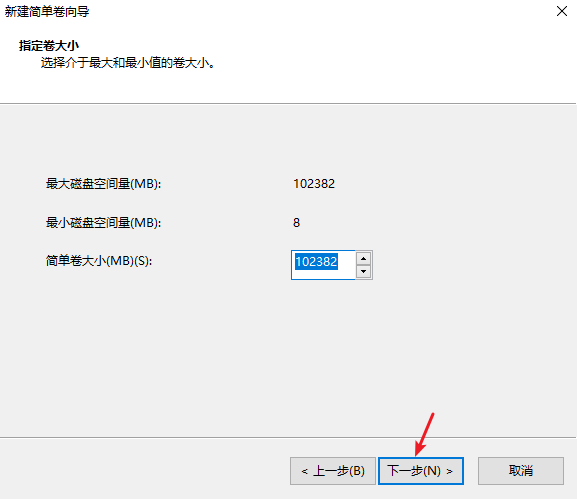 新建简单卷向导
指定卷大小
选择介于最大和最小值的卷大小。
最大磁盘空间量(MB): 102382
最小磁盘空间量(MB): 8
简单卷大小(MB)(S): 102382
< 上一步(B) 下一步(N) > 取消